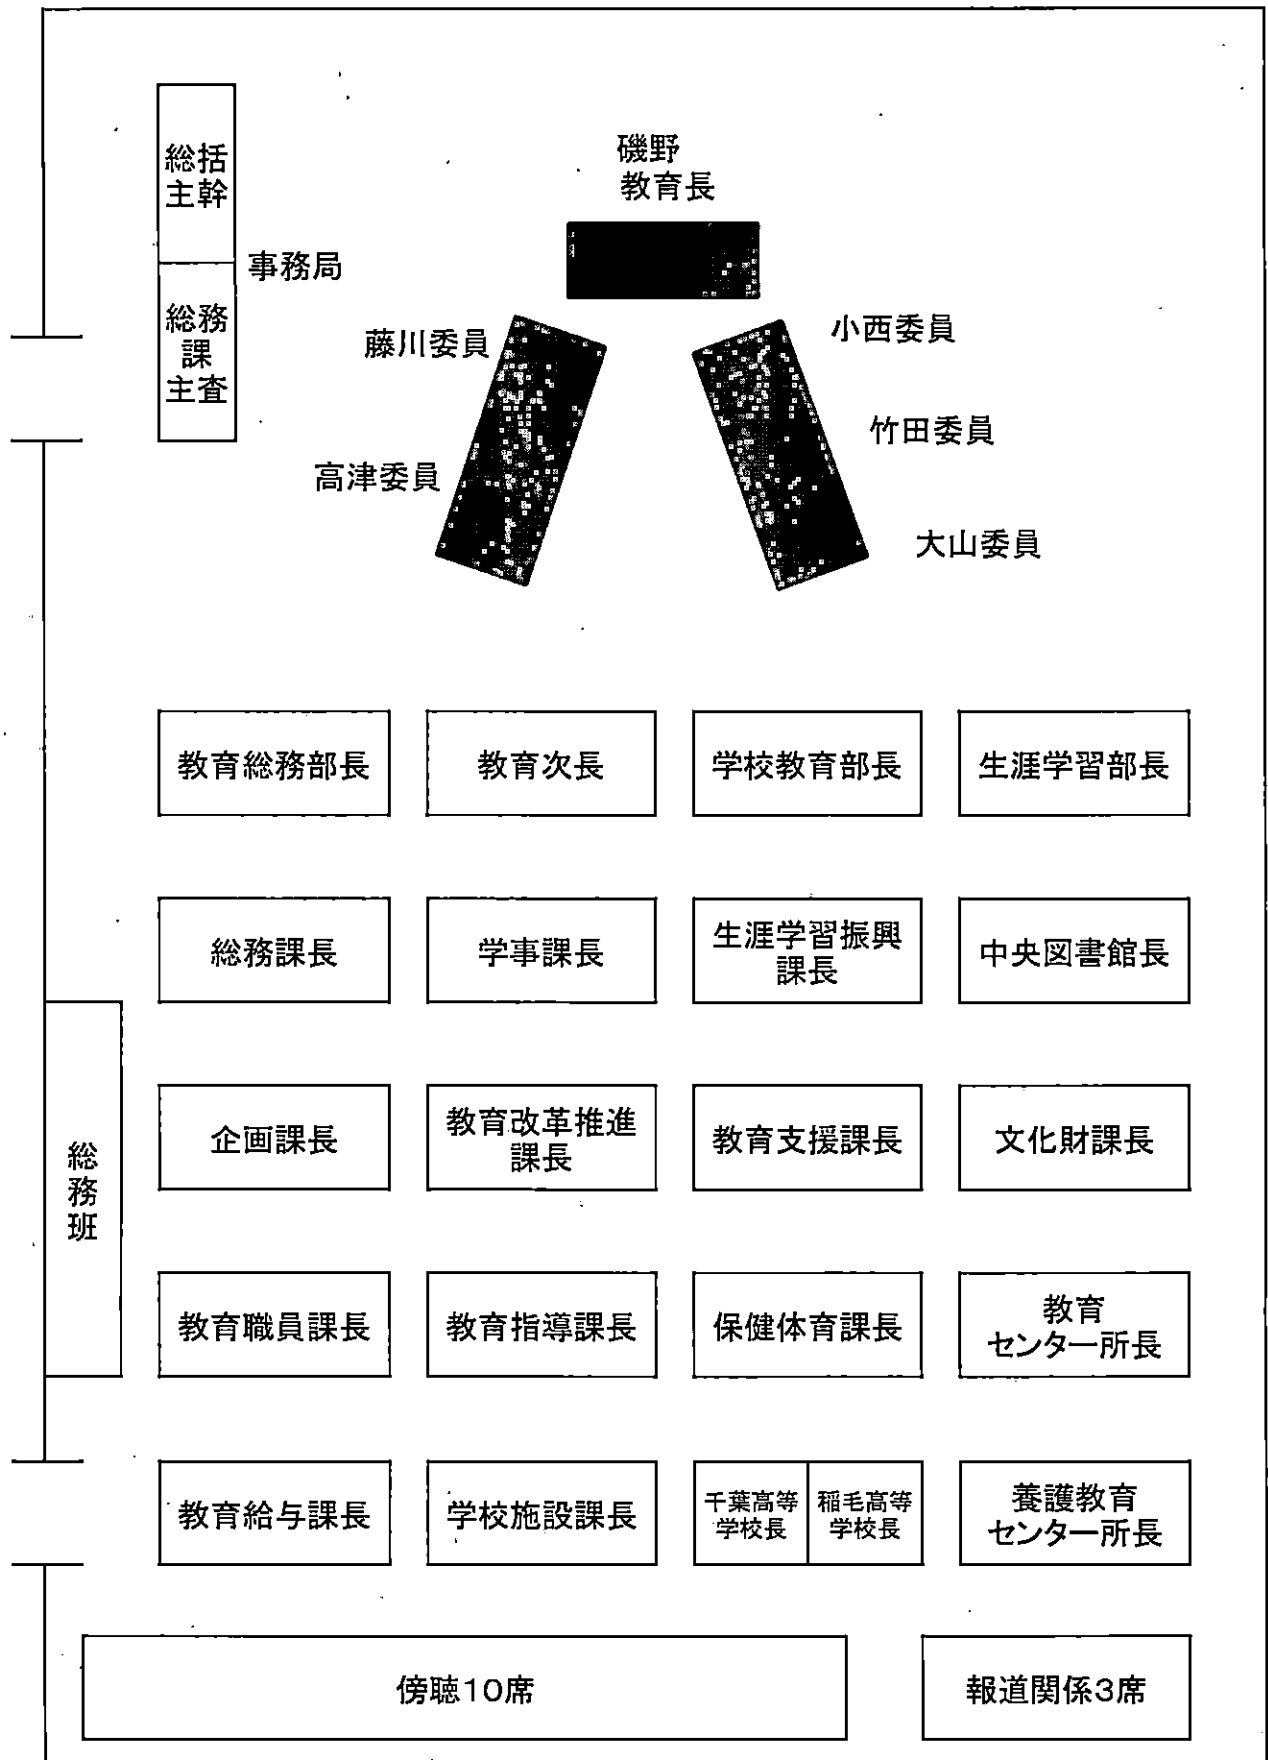 磯野
教育長
総括
主幹
事務局
総務
課
主査
藤川委員
小西委員
竹田委員
高津委員
大山委員
教育総務部長
教育次長
学校教育部長
生涯学習部長
総務課長
学事課長
生涯学習振興
課長
中央図書館長
総
務
班
企画課長
教育改革推進
課長
教育支援課長
文化財課長
教育職員課長
教育指導課長
保健体育課長
教育
センター所長
教育給与課長
学校施設課長
千葉高等
学校長
稲毛高等
学校長
養護教育
センター所長
傍聴10席
報道関係3席